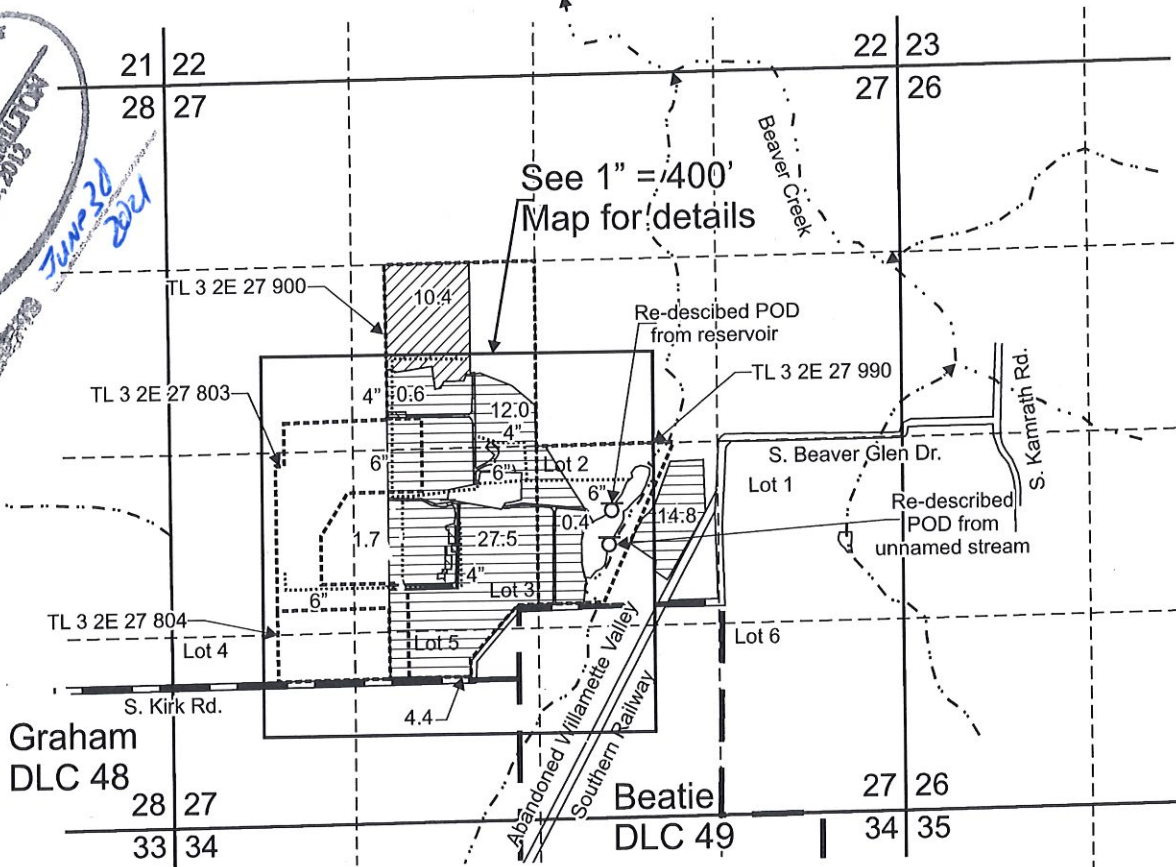 21 22
28 27
22 23
27 26
JUNE 30
2021
See 1" = 400'
Map for details
Beaver Creek
TL 3 2E 27 900
10.4
Re-descibed POD
from reservoir
TL 3 2E 27 990
TL 3 2E 27 803
4"
0.6
12.0
4"
6"
6"
Lot 2
6"
S. Beaver Glen Dr.
S. Kamrath Rd.
Lot 1
Re-described
POD from
unnamed stream
1.7
27.5
0.4
14.8
4"
6"
Lot 3
TL 3 2E 27 804
Lot 4
Lot 5
Lot 6
S. Kirk Rd.
4.4
Abandoned Willamette Valley
Southern Railway
Graham
DLC 48
28 27
33 34
Beatie
DLC 49
27 26
34 35